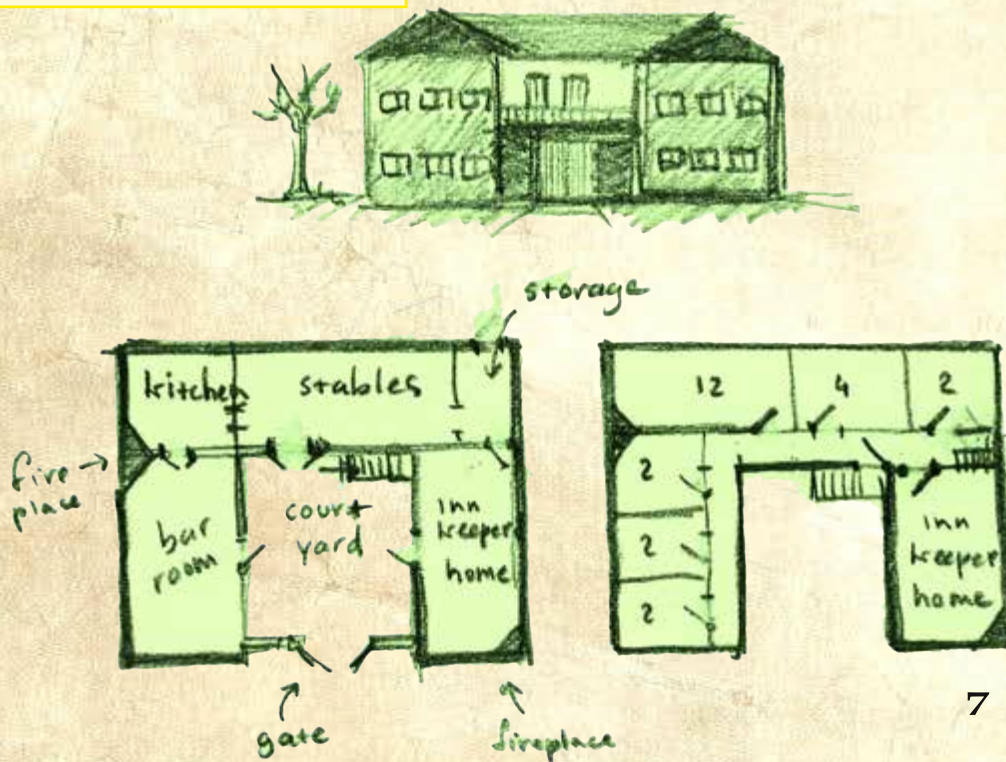 storage
kitchen
stables
12
4
2
fire
place
bar
room
court
yard
inn
keeper
home
2
2
2
inn
keeper
home
gate
fireplace
7